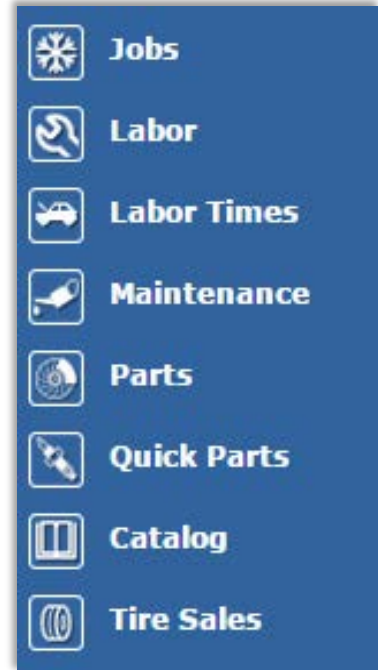 Jobs
Labor
Labor Times
Maintenance
Parts
Quick Parts
Catalog
Tire Sales